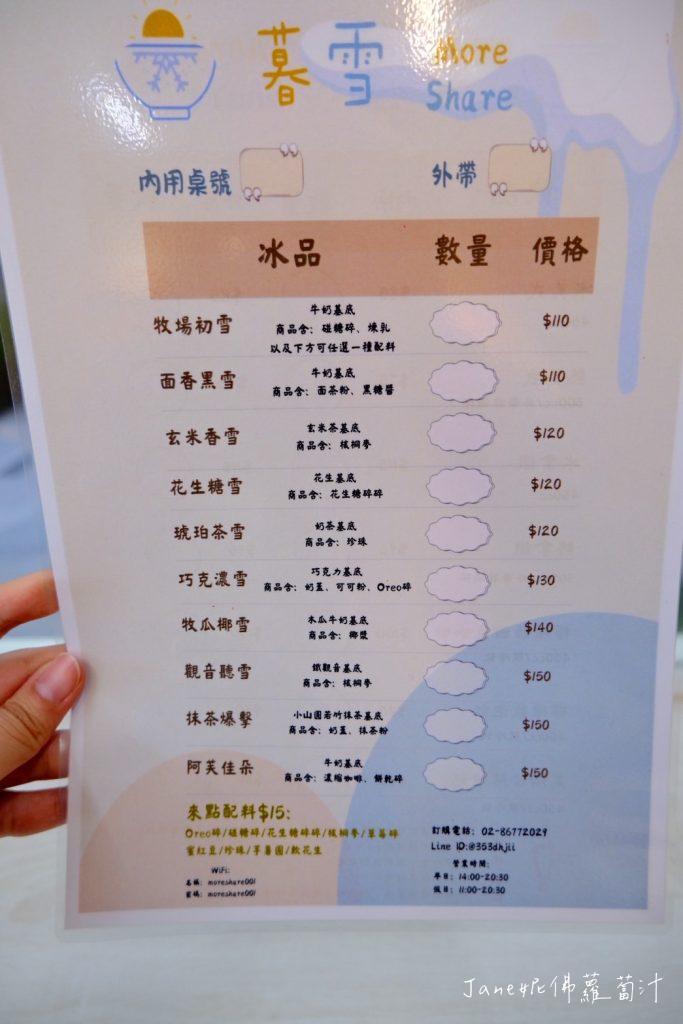 暮雪 More
Share
內用桌號 外帶
冰品 數量 價格
牧場初雪 牛奶基底 $110
商品含：碰糖碎、煉乳
以及下方可任選一種配料
面香黑雪 牛奶基底 $110
商品含：面茶粉、黑糖醬
玄米香雪 玄米茶基底 $120
商品含：核桐麥
花生糖雪 花生基底 $120
商品含：花生糖碎碎
琥珀茶雪 奶茶基底 $120
商品含：珍珠
巧克濃雪 巧克力基底 $130
商品含：奶蓋、可可粉、Oreo碎
牧瓜椰雪 木瓜牛奶基底 $140
商品含：椰漿
觀音聽雪 鐵觀音基底 $150
商品含：核桐麥
抹茶爆擊 小山園若竹抹茶基底 $150
商品含：奶蓋、抹茶粉
阿芙佳朵 牛奶基底 $150
商品含：濃縮咖啡、餅乾碎
來點配料$15：
Oreo碎/碰糖碎/花生糖碎碎/核桐麥/草莓碎
蜜紅豆/珍珠/芋薯圓/軟花生
WiFi：
名稱：moreshare001
密碼：moreshare001
訂購電話：02-86772029
Line ID:@353dhjii
營業時間：
平日：14:00-20:30
假日：11:00-20:30
Jane妮佛蘿蔔汁